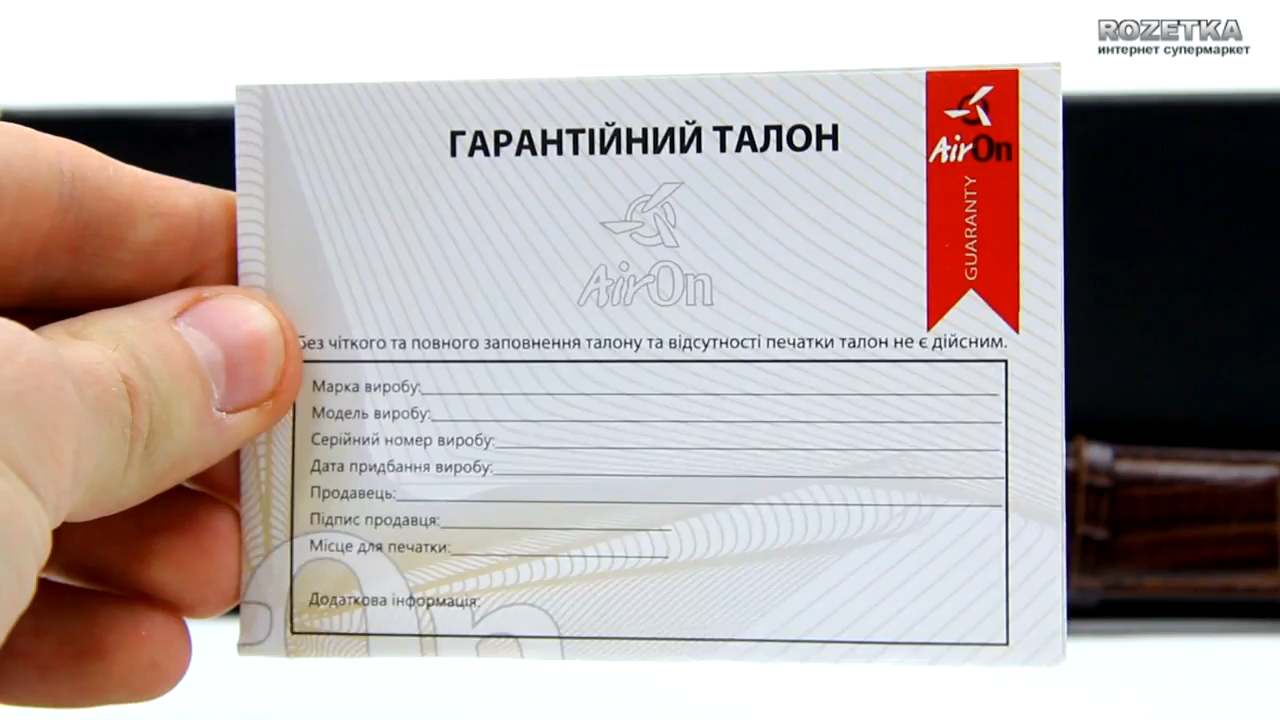 ROZETKA
интернет супермаркет
ГАРАНТІЙНИЙ ТАЛОН
AirOn
GUARANTY
AirOn
Без чіткого та повного заповнення талону та відсутності печатки талон не є дійсним.
Марка виробу:
Модель виробу:
Серійний номер виробу:
Дата придбання виробу:
Продавець:
Підпис продавця:
Місце для печатки:
Додаткова інформація: